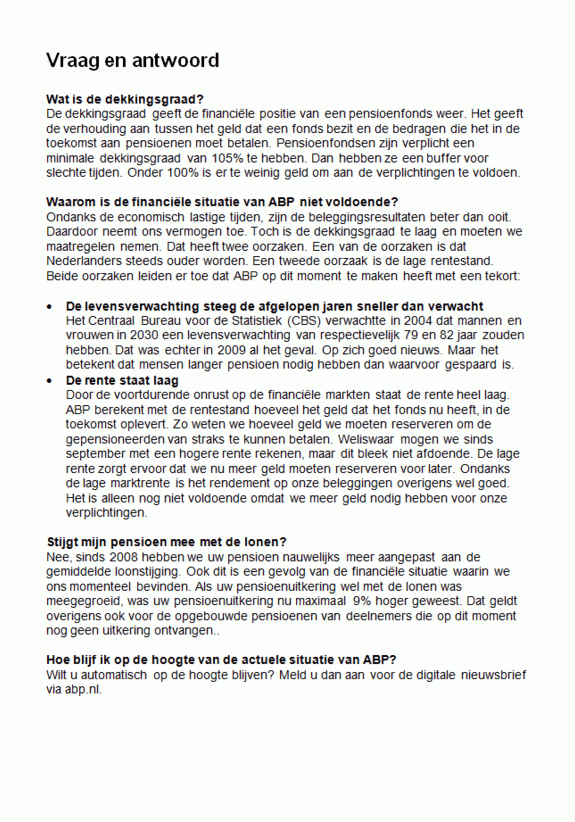 Vraag en antwoord
Wat is de dekkingsgraad?
De dekkingsgraad geeft de financiële positie van een pensioenfonds weer. Het geeft
de verhouding aan tussen het geld dat een fonds bezit en de bedragen die het in de
toekomst aan pensioenen moet betalen. Pensioenfondsen zijn verplicht een
minimale dekkingsgraad van 105% te hebben. Dan hebben ze een buffer voor
slechte tijden. Onder 100% is er te weinig geld om aan de verplichtingen te voldoen.
Waarom is de financiële situatie van ABP niet voldoende?
Ondanks de economisch lastige tijden, zijn de beleggingsresultaten beter dan ooit.
Daardoor neemt ons vermogen toe. Toch is de dekkingsgraad te laag en moeten we
maatregelen nemen. Dat heeft twee oorzaken. Een van de oorzaken is dat
Nederlanders steeds ouder worden. Een tweede oorzaak is de lage rentestand.
Beide oorzaken leiden er toe dat ABP op dit moment te maken heeft met een tekort:
• De levensverwachting steeg de afgelopen jaren sneller dan verwacht
Het Centraal Bureau voor de Statistiek (CBS) verwachtte in 2004 dat mannen en
vrouwen in 2030 een levensverwachting van respectievelijk 79 en 82 jaar zouden
hebben. Dat was echter in 2009 al het geval. Op zich goed nieuws. Maar het
betekent dat mensen langer pensioen nodig hebben dan waarvoor gespaard is.
• De rente staat laag
Door de voortdurende onrust op de financiële markten staat de rente heel laag.
ABP berekent met de rentestand hoeveel het geld dat het fonds nu heeft, in de
toekomst oplevert. Zo weten we hoeveel geld we moeten reserveren om de
gepensioneerden van straks te kunnen betalen. Weliswaar mogen we sinds
september met een hogere rente rekenen, maar dit bleek niet afdoende. De lage
rente zorgt ervoor dat we nu meer geld moeten reserveren voor later. Ondanks
de lage marktrente is het rendement op onze beleggingen overigens wel goed.
Het is alleen nog niet voldoende omdat we meer geld nodig hebben voor onze
verplichtingen.
Stijgt mijn pensioen mee met de lonen?
Nee, sinds 2008 hebben we uw pensioen nauwelijks meer aangepast aan de
gemiddelde loonstijging. Ook dit is een gevolg van de financiële situatie waarin we
ons momenteel bevinden. Als uw pensioenuitkering wel met de lonen was
meegegroeid, was uw pensioenuitkering nu maximaal 9% hoger geweest. Dat geldt
overigens ook voor de opgebouwde pensioenen van deelnemers die op dit moment
nog geen uitkering ontvangen..
Hoe blijf ik op de hoogte van de actuele situatie van ABP?
Wilt u automatisch op de hoogte blijven? Meld u dan aan voor de digitale nieuwsbrief
via abp.nl.